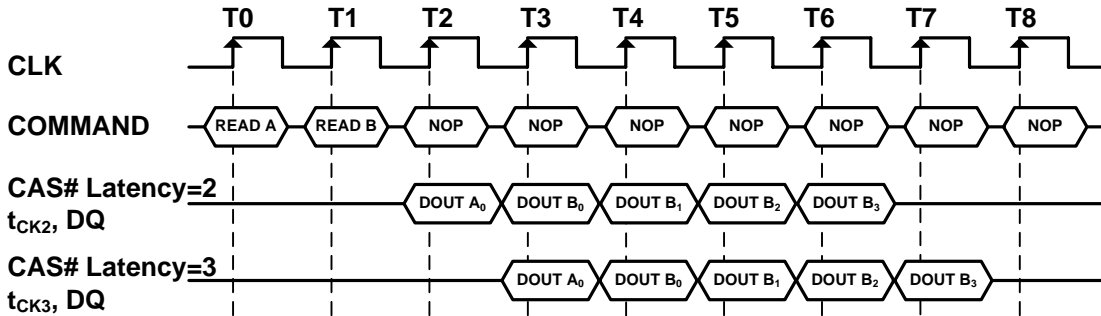 T0 T1 T2 T3 T4 T5 T6 T7 T8
CLK
COMMAND READ A READ B NOP NOP NOP NOP NOP NOP NOP
CAS# Latency=2
tCK2, DQ DOUT A0 DOUT B0 DOUT B1 DOUT B2 DOUT B3
CAS# Latency=3
tCK3, DQ DOUT A0 DOUT B0 DOUT B1 DOUT B2 DOUT B3